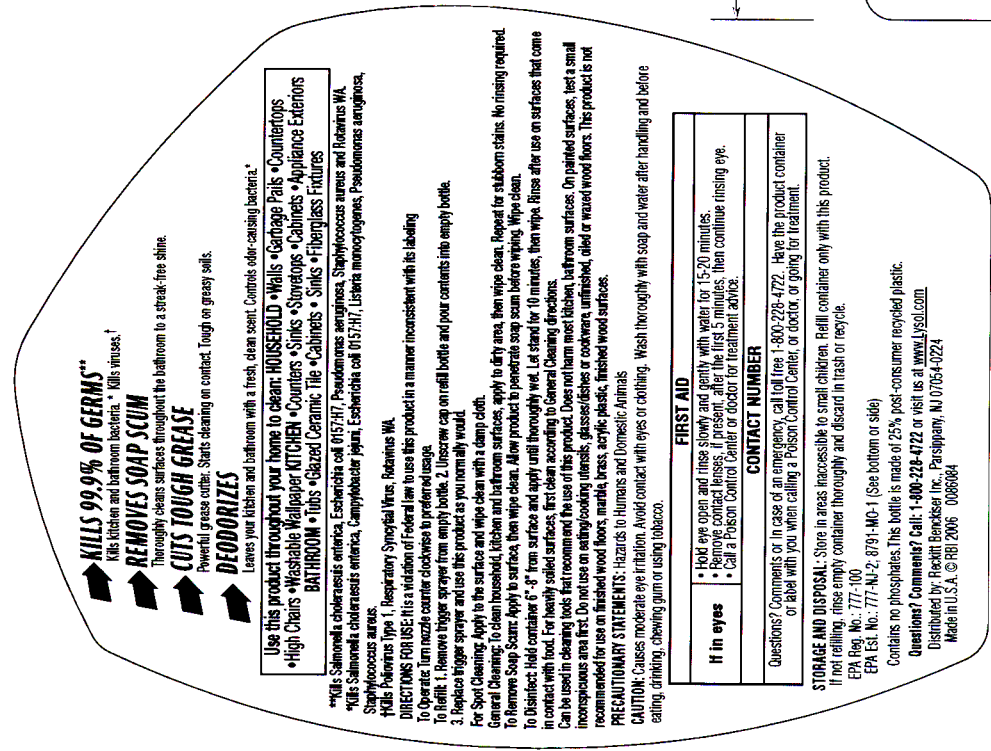 KILLS 99.9% OF GERMS**
Kills kitchen and bathroom bacteria.* Kills viruses.†
REMOVES SOAP SCUM
Thoroughly cleans surfaces throughout the bathroom to a streak-free shine.
CUTS TOUGH GREASE
Powerful grease cutter. Starts clearing on contact. Tough on greasy soils.
DEODORIZES
Leaves your kitchen and bathroom with a fresh, clean scent. Controls odor-causing bacteria.*
Use this product throughout your home to clean: HOUSEHOLD •Walls •Garbage Pails •Countertops
•High Chairs •Washable Wallpaper KITCHEN •Counters •Sinks •Stovetops •Cabinets •Appliance Exteriors
BATHROOM •Tubs •Glazed Ceramic Tile •Cabinets •Sinks •Fiberglass Fixtures
**Kills Salmonella choleraesuis enterica, Escherichia coli 0157:H7, Pseudomonas aeruginosa, Staphylococcus aureus and Rotavirus WA.
*Kills Salmonella choleraesuis enterica, Campylobacter jejuni, Escherichia coli 0157:H7, Listeria monocytogenes, Pseudomonas aeruginosa,
Staphylococcus aureus.
†Kills Poliovirus Type 1, Respiratory Syncytial Virus, Rotavirus WA.
DIRECTIONS FOR USE: It is a violation of Federal law to use this product in a manner inconsistent with its labeling
To Operate: Turn nozzle counter clockwise to preferred usage.
To Refill: 1. Remove trigger sprayer from empty bottle. 2. Unscrew cap on refill bottle and pour contents into empty bottle.
3. Replace trigger sprayer and use this product as you normally would.
For Spot Cleaning: Apply to the surface and wipe clean with a damp cloth.
General Cleaning: To clean household, kitchen and bathroom surfaces, apply to dirty area, then wipe clean. Repeat for stubborn stains. No rinsing required.
To Remove Soap Scum: Apply to surface, then wipe clean. Allow product to penetrate soap scum before wiping. Wipe clean.
To Disinfect: Hold container 6"-8" from surface and apply until thoroughly wet. Let stand for 10 minutes, then wipe. Rinse after use on surfaces that come
in contact with food. For heavily soiled surfaces, first clean according to General Cleaning directions.
Can be used in cleaning tools that recommend the use of this product. Does not harm most kitchen, bathroom surfaces. On painted surfaces, test a small
inconspicuous area first. Do not use on eating/cooking utensils, glasses/dishes or cookware, unfinished, oiled or waxed wood floors. This product is not
recommended for use on finished wood floors, marble, brass, acrylic plastic, finished wood surfaces.
PRECAUTIONARY STATEMENTS: Hazards to Humans and Domestic Animals
CAUTION: Causes moderate eye irritation. Avoid contact with eyes or clothing. Wash thoroughly with soap and water after handling and before
eating, drinking, chewing gum or using tobacco.
FIRST AID
If in eyes
• Hold eye open and rinse slowly and gently with water for 15-20 minutes.
• Remove contact lenses, if present, after the first 5 minutes, then continue rinsing eye.
• Call a Poison Control Center or doctor for treatment advice.
CONTACT NUMBER
Questions? Comments or In case of an emergency, call toll free 1-800-228-4722. Have the product container
or label with you when calling a Poison Control Center, or doctor, or going for treatment.
STORAGE AND DISPOSAL: Store in areas inaccessible to small children. Refill container only with this product.
If not refilling, rinse empty container thoroughly and discard in trash or recycle.
EPA Reg. No.: 777-100
EPA Est. No.: 777-NJ-2; 8791-MO-1 (See bottom or side)
Contains no phosphates. This bottle is made of 25% post-consumer recycled plastic.
Questions? Comments? Call: 1-800-228-4722 or visit us at www.Lysol.com
Distributed by: Reckitt Benckiser Inc., Parsippany, NJ 07054-0224
Made in U.S.A. © RBI 2006 0086084